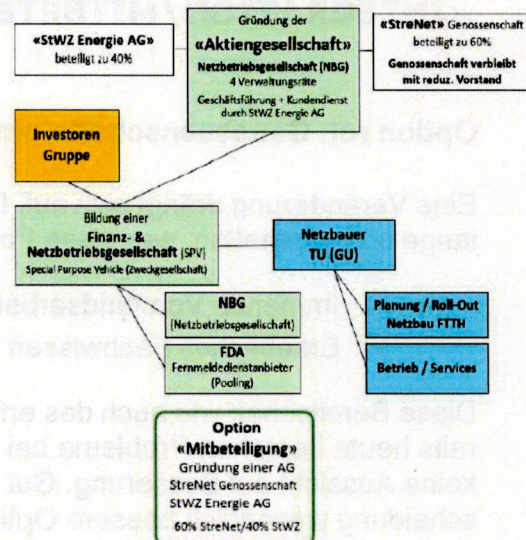 «StWZ Energie AG»
beteiligt zu 40%
Gründung der
«Aktiengesellschaft»
Netzbetriebsgesellschaft (NBG)
4 Verwaltungsräte
Geschäftsführung + Kundendienst
durch StWZ Energie AG
«StreNet» Genossenschaft
beteiligt zu 60%
Genossenschaft verbleibt
mit reduz. Vorstand
Investoren
Gruppe
Bildung einer
Finanz- &
Netzbetriebsgesellschaft (SPV)
Special Purpose Vehicle (Zweckgesellschaft)
Netzbauer
TU (GU)
NBG
(Netzbetriebsgesellschaft)
FDA
Fernmeldedienstanbieter
(Pooling)
Planung / Roll-Out
Netzbau FTTH
Betrieb / Services
Option
«Mitbeteiligung»
Gründung einer AG
StreNet Genossenschaft
StWZ Energie AG
60% StreNet/40% StWZ